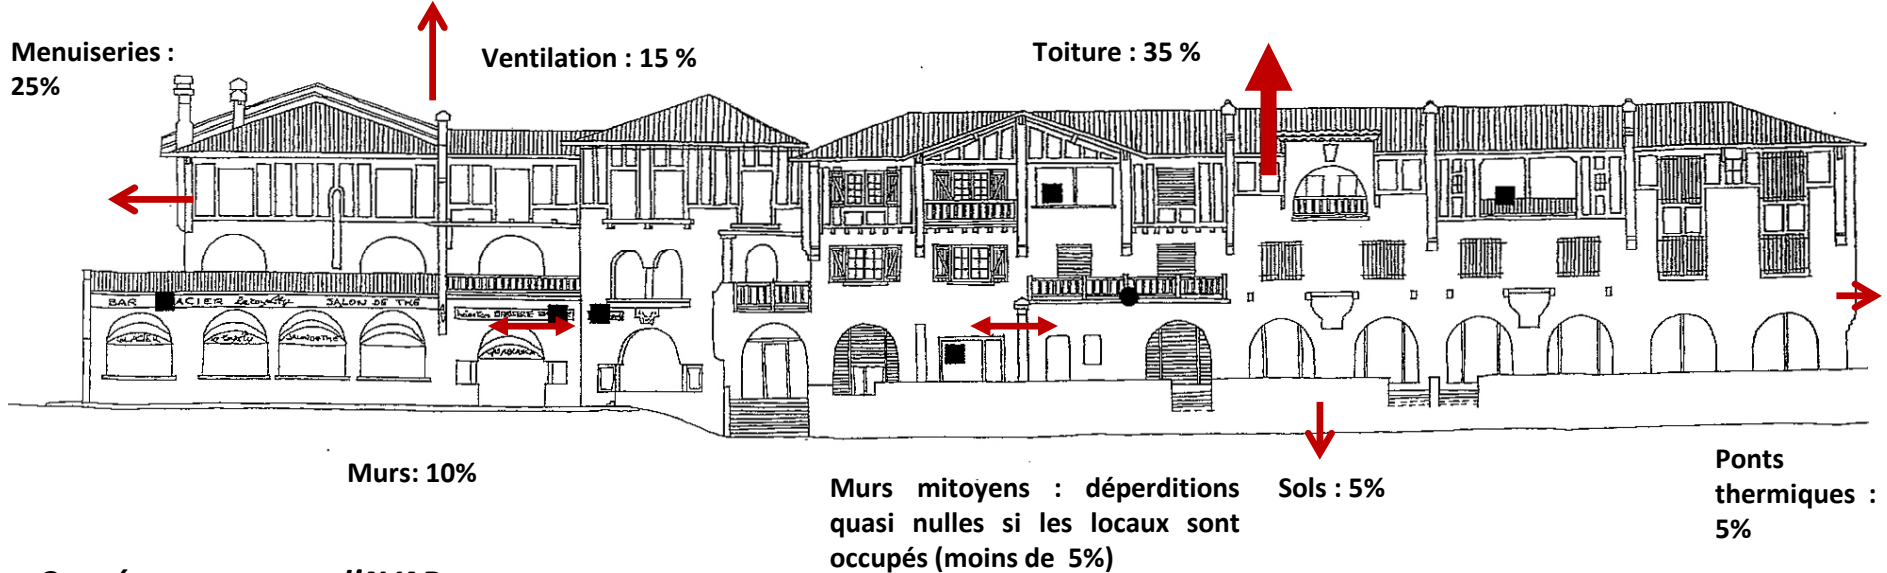 Menuiseries :
25%
Ventilation : 15 %
Toiture : 35 %
BAR
SALON DE THÉ
Murs: 10%
Murs mitoyens : déperditions
quasi nulles si les locaux sont
occupés (moins de 5%)
Sols : 5%
Ponts
thermiques :
5%